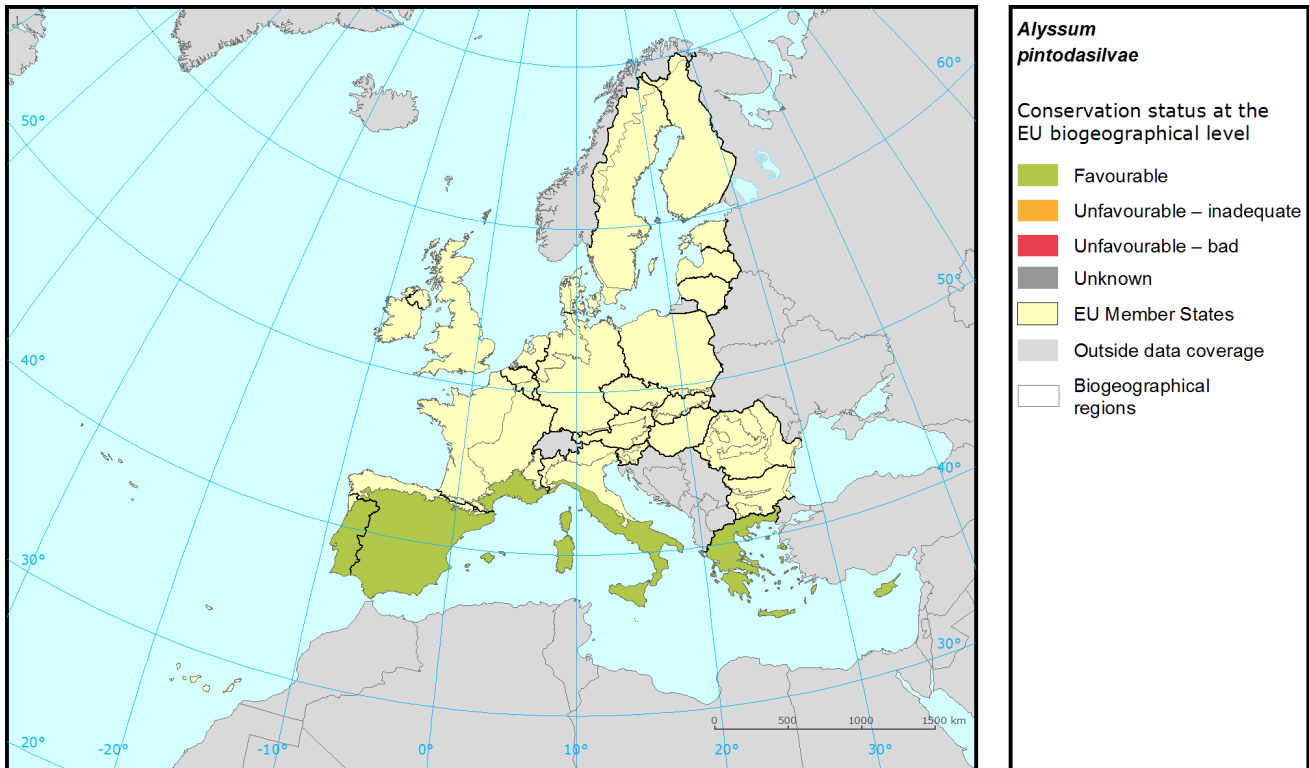 60°
50°
50°
40°
40°
30°
30°
0 500 1000 1500 km
20° -20° -10° 0° 10° 20° 30°
Alyssum
pintodasilvae
Conservation status at the
EU biogeographical level
Favourable
Unfavourable – inadequate
Unfavourable – bad
Unknown
EU Member States
Outside data coverage
Biogeographical
regions